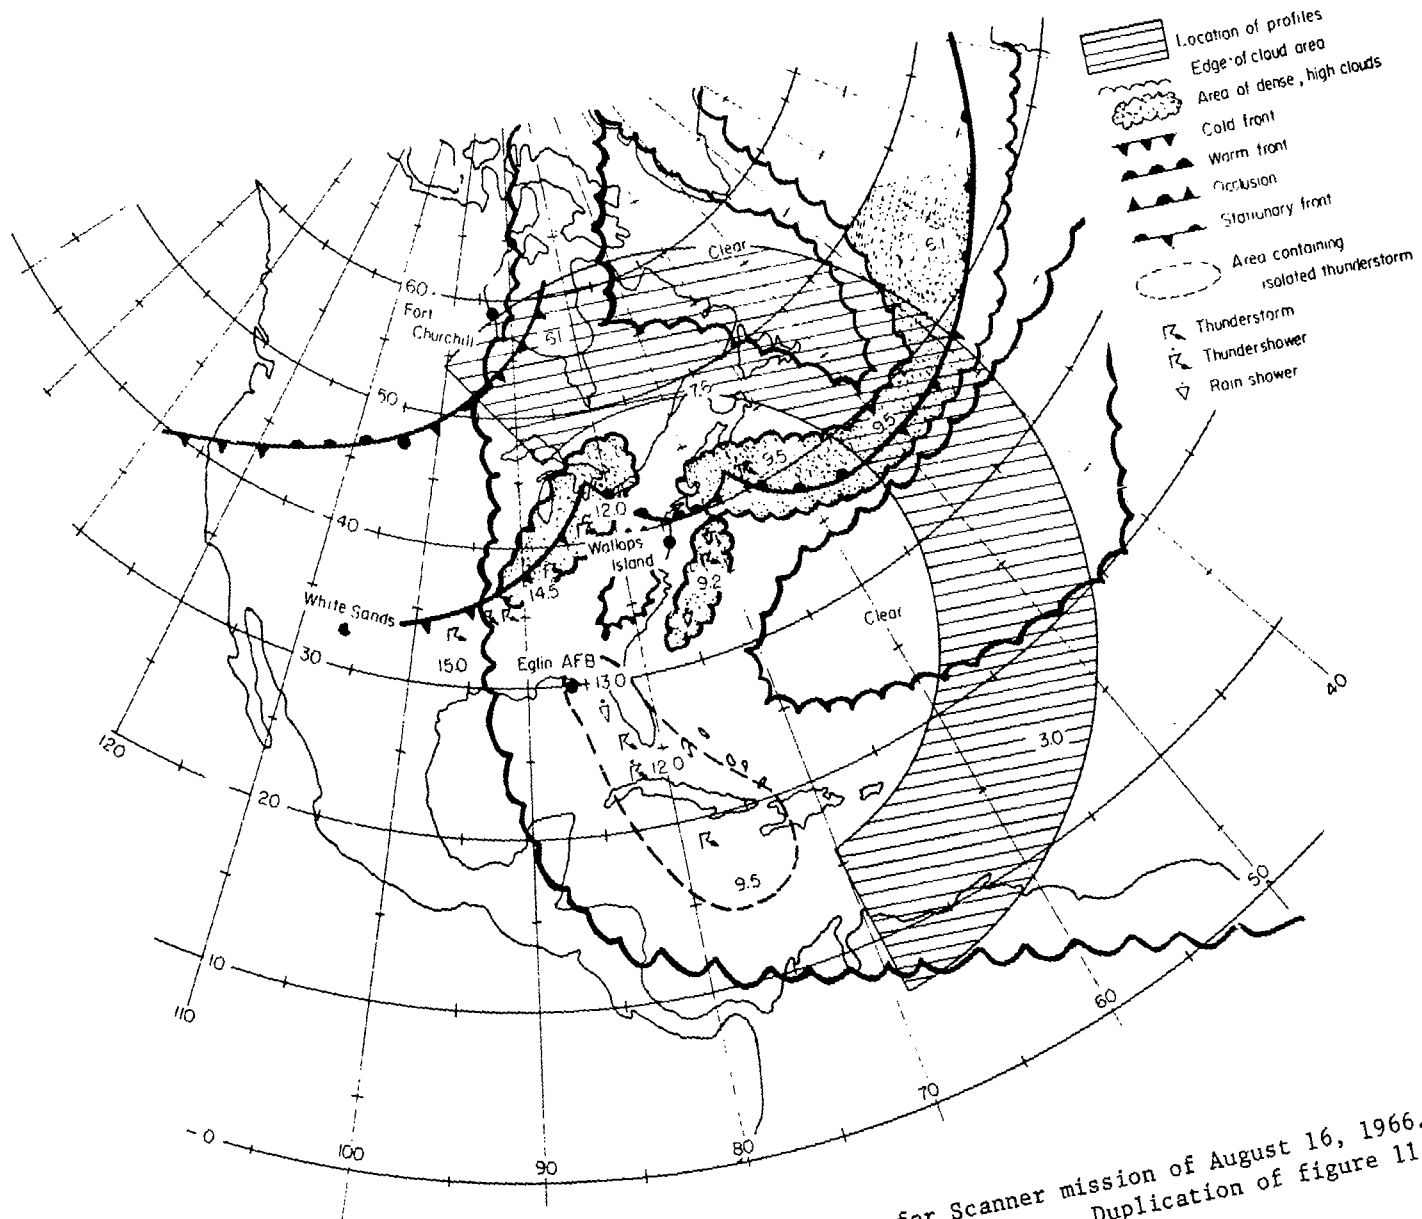 Location of profiles
Edge of cloud area
Area of dense, high clouds
Cold front
Warm front
Occlusion
Stationary front
Area containing
isolated thunderstorm
Thunderstorm
Thundershower
Rain shower
Clear
6.1
60
Fort
Churchill
51
50
7.5
9.5
9.5
40
12.0
Wallops
Island
9.2
14.5
White Sands
Clear
30
15.0
Eglin AFB
13.0
40
120
3.0
12.0
20
9.5
50
10
60
110
70
0
100
90
80
for Scanner mission of August 16, 1966.
Duplication of figure 11